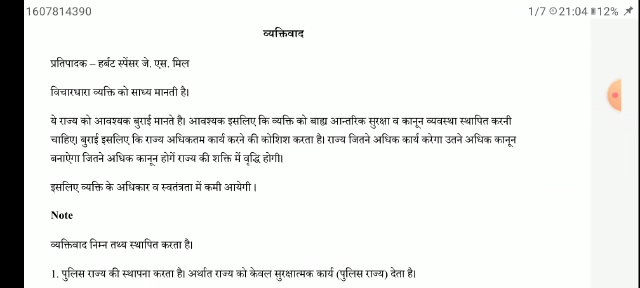 1607814390
1/7 21:04 12%
व्यक्तिवाद
प्रतिपादक – हर्बट स्पेंसर जे. एस. मिल
विचारधारा व्यक्ति को साध्य मानती है।
ये राज्य को आवश्यक बुराई मानते है। आवश्यक इसलिए कि व्यक्ति को बाह्य आन्तरिक सुरक्षा व कानून व्यवस्था स्थापित करनी
चाहिए। बुराई इसलिए कि राज्य अधिकतम कार्य करने की कोशिश करता है। राज्य जितने अधिक कार्य करेगा उतने अधिक कानून
बनाऐगा जितने अधिक कानून होगें राज्य की शक्ति में वृद्धि होगी।
इसलिए व्यक्ति के अधिकार व स्वतंत्रता में कमी आयेगी।
Note
व्यक्तिवाद निम्न तथ्य स्थापित करता है।
1. पुलिस राज्य की स्थापना करता है। अर्थात राज्य को केवल सुरक्षात्मक कार्य (पुलिस राज्य) देता है।